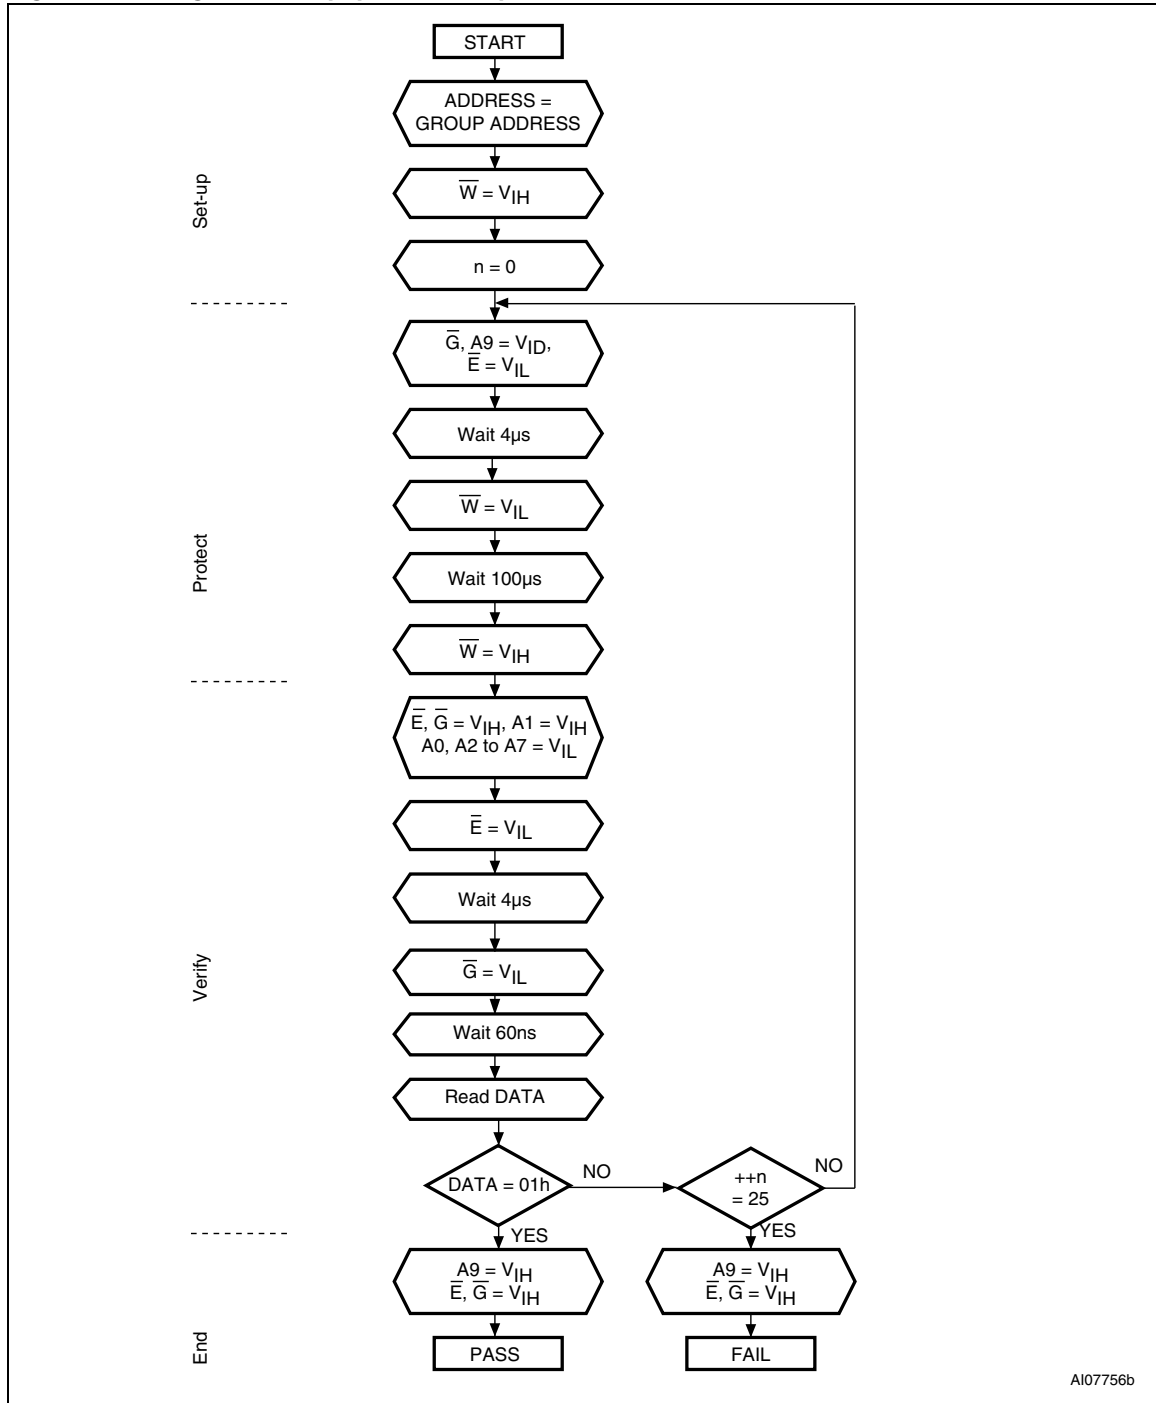 START
ADDRESS =
GROUP ADDRESS
Set-up
W̅ = VIH
n = 0
G̅, A9 = VID,
E̅ = VIL
Wait 4µs
W̅ = VIL
Protect
Wait 100µs
W̅ = VIH
E̅, G̅ = VIH, A1 = VIH
A0, A2 to A7 = VIL
E̅ = VIL
Wait 4µs
Verify
G̅ = VIL
Wait 60ns
Read DATA
DATA = 01h
NO
++n
= 25
NO
YES
YES
A9 = VIH
E̅, G̅ = VIH
A9 = VIH
E̅, G̅ = VIH
End
PASS
FAIL
AI07756b